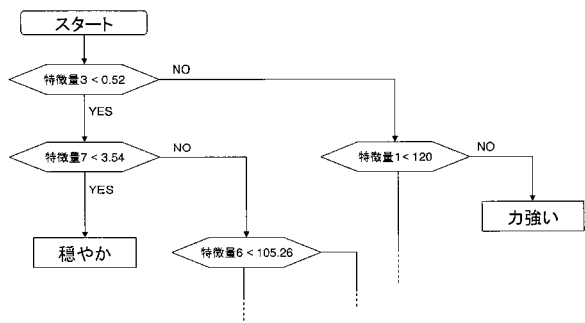 スタート
特徴量3 < 0.52
NO
YES
特徴量7 < 3.54
NO
特徴量1 < 120
NO
YES
力強い
穏やか
特徴量6 < 105.26